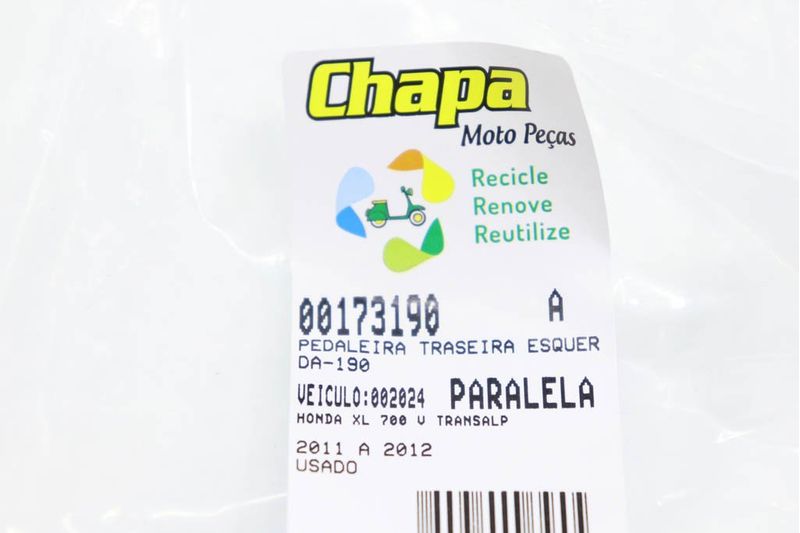 Chapa
Moto Peças
Recicle
Renove
Reutilize
00173190 A
PEDALEIRA TRASEIRA ESQUER
DA-190
VEICULO:002024 PARALELA
HONDA XL 700 V TRANSALP
2011 A 2012
USADO